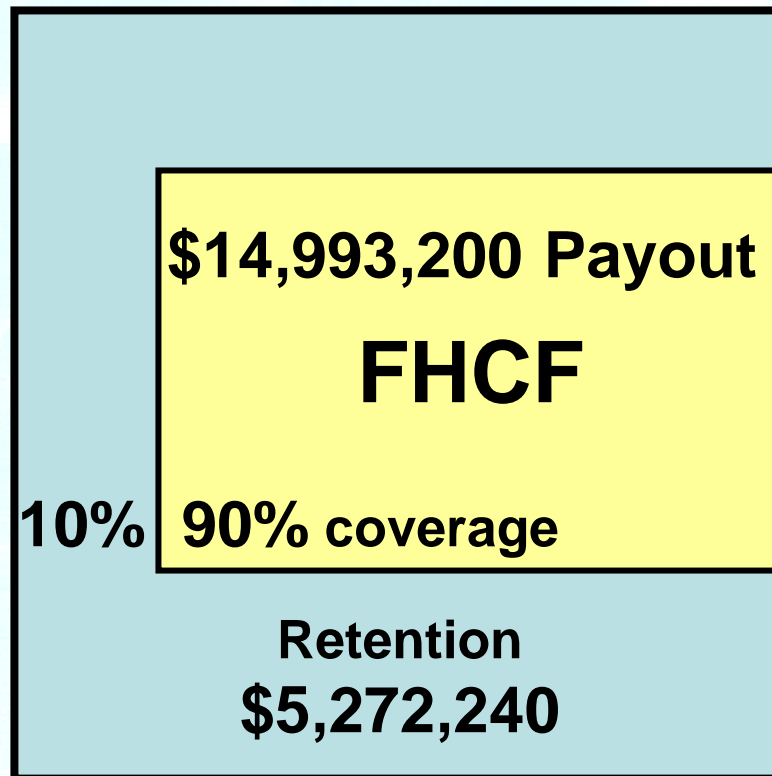 $14,993,200 Payout
FHCF
10% 90% coverage
Retention
$5,272,240